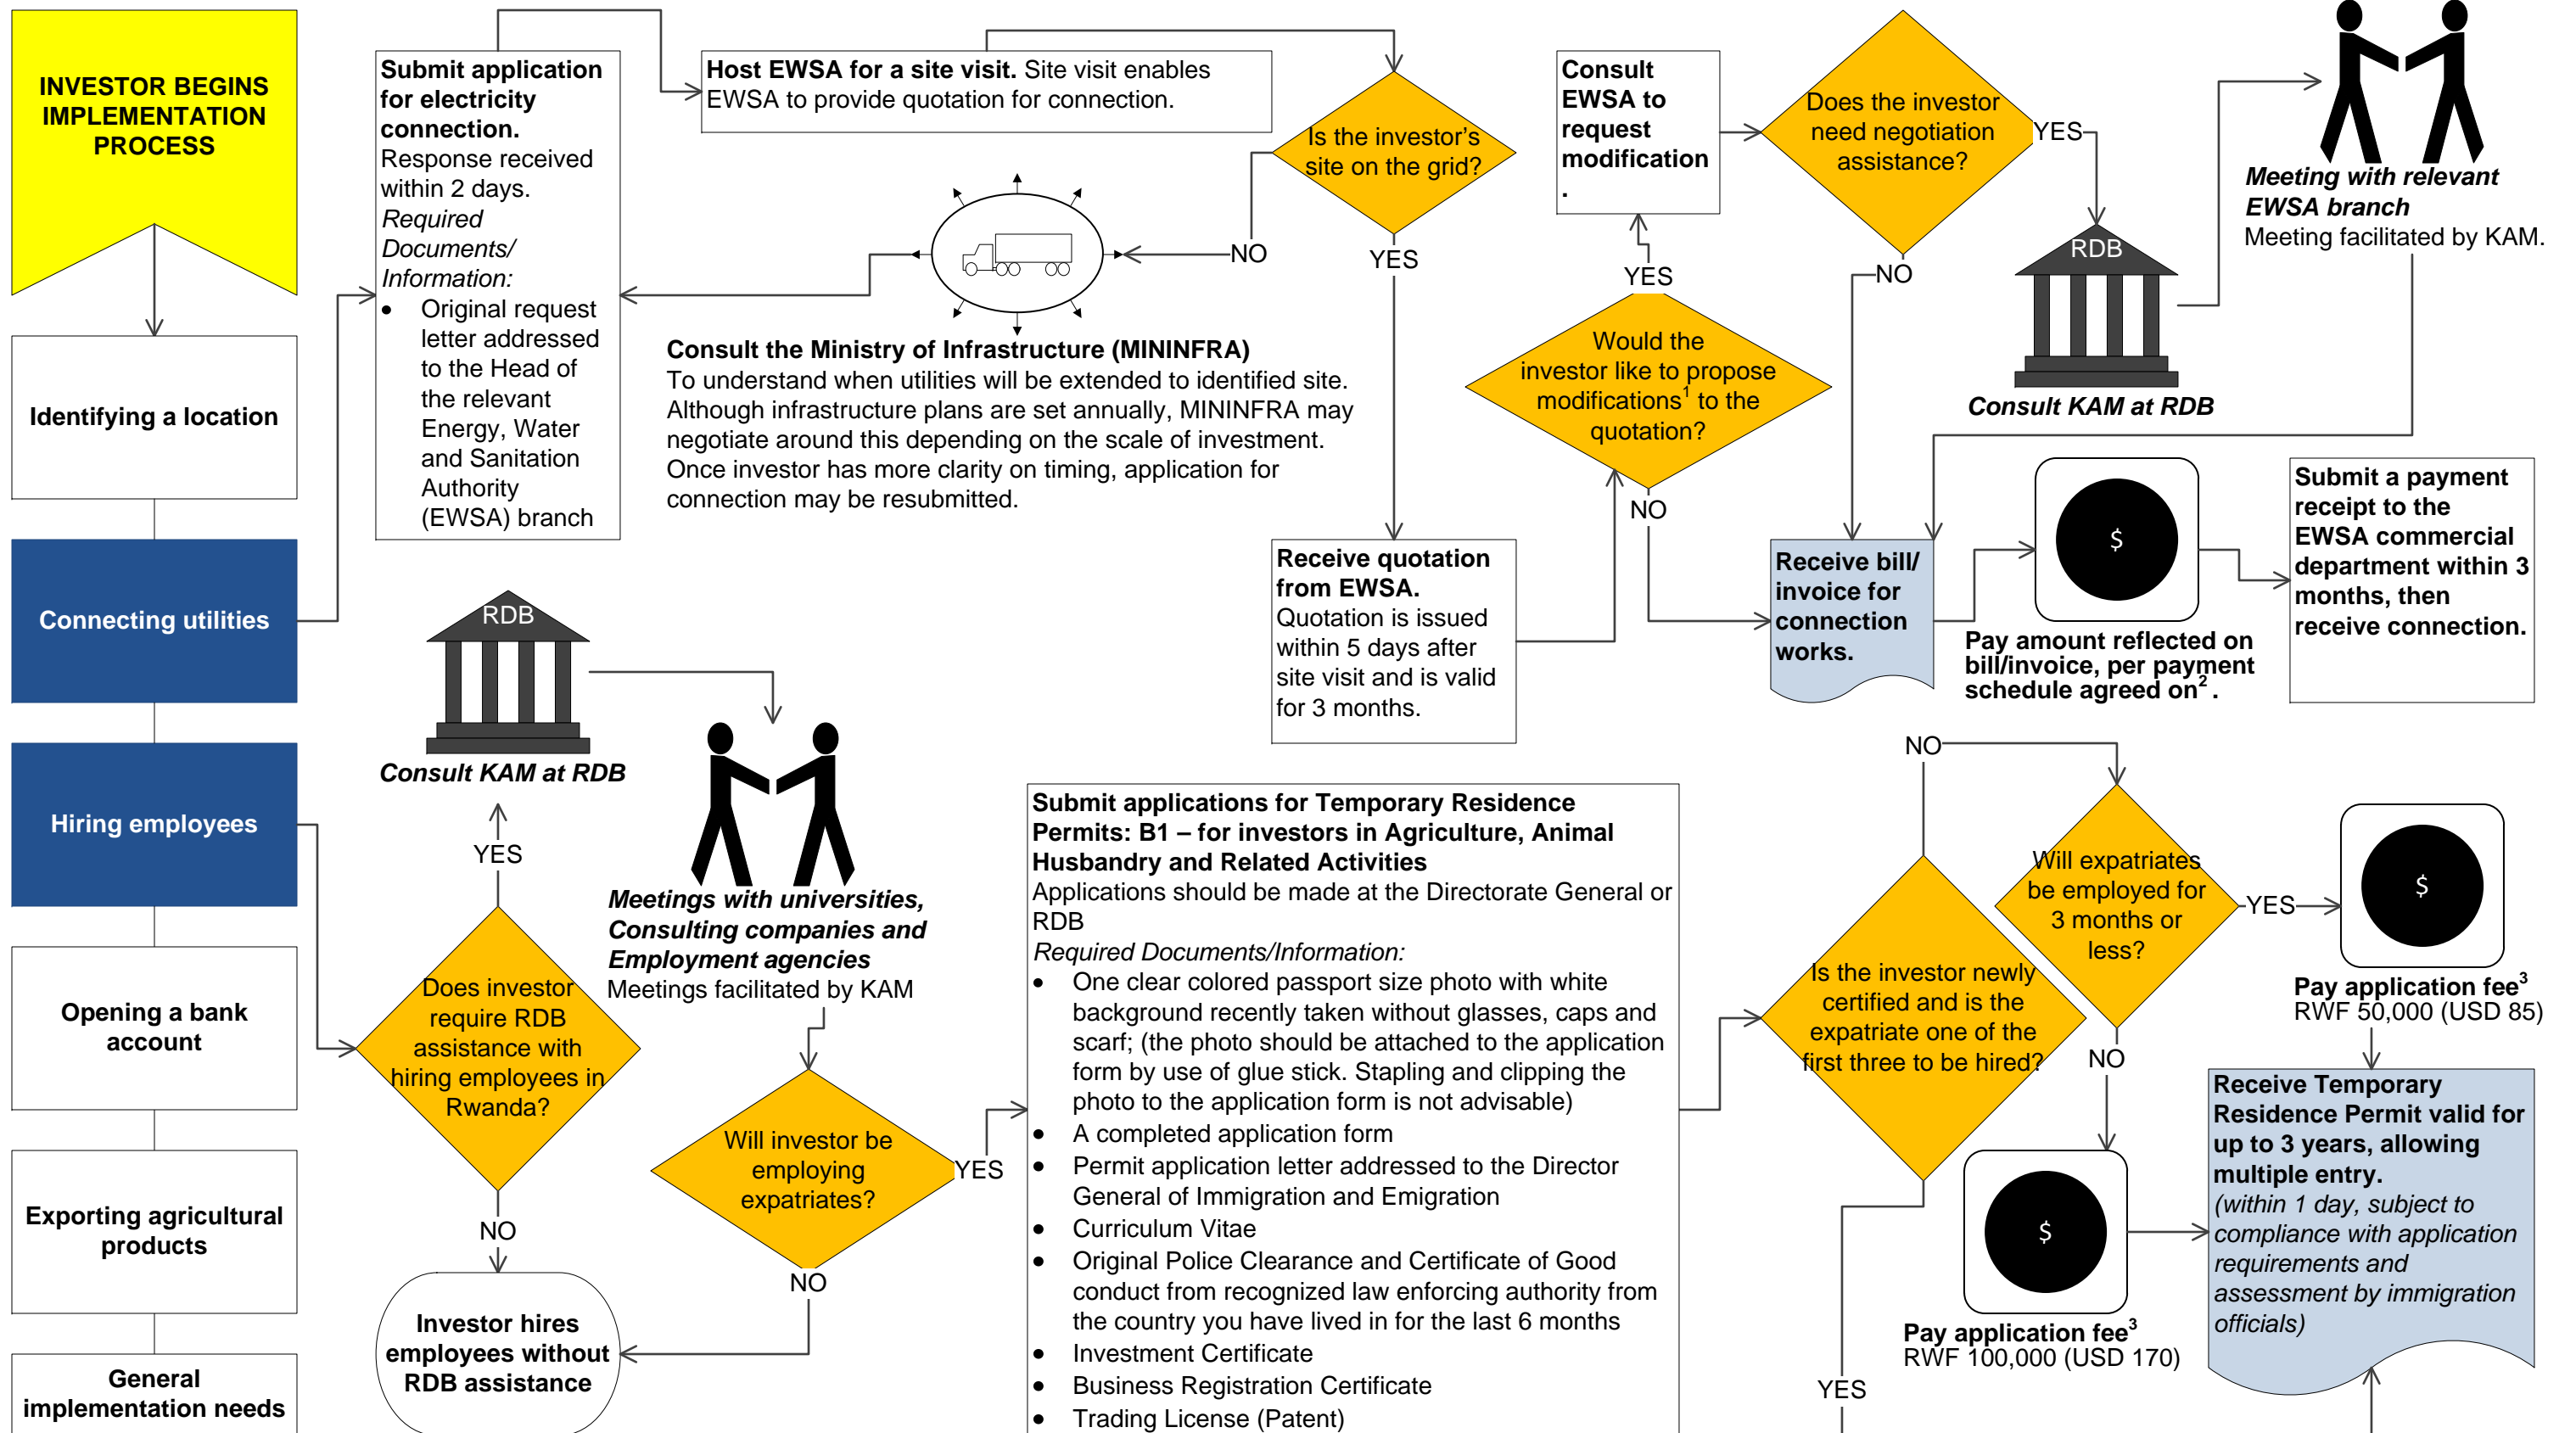 INVESTOR BEGINS
IMPLEMENTATION
PROCESS
Identifying a location
Connecting utilities
Hiring employees
Opening a bank
account
Exporting agricultural
products
General
implementation needs
Submit application
for electricity
connection.
Response received
within 2 days.
Required
Documents/
Information:
• Original request
letter addressed
to the Head of
the relevant
Energy, Water
and Sanitation
Authority
(EWSA) branch
Host EWSA for a site visit. Site visit enables
EWSA to provide quotation for connection.
Is the investor's
site on the grid?
NO
YES
Consult the Ministry of Infrastructure (MININFRA)
To understand when utilities will be extended to identified site.
Although infrastructure plans are set annually, MININFRA may
negotiate around this depending on the scale of investment.
Once investor has more clarity on timing, application for
connection may be resubmitted.
Receive quotation
from EWSA.
Quotation is issued
within 5 days after
site visit and is valid
for 3 months.
Would the
investor like to propose
modifications1 to the
quotation?
YES
NO
Consult
EWSA to
request
modification
.
Does the investor
need negotiation
assistance?
YES
NO
RDB
Consult KAM at RDB
Meeting with relevant
EWSA branch
Meeting facilitated by KAM.
Receive bill/
invoice for
connection
works.
$
Pay amount reflected on
bill/invoice, per payment
schedule agreed on2 .
Submit a payment
receipt to the
EWSA commercial
department within 3
months, then
receive connection.
Does investor
require RDB
assistance with
hiring employees in
Rwanda?
YES
NO
RDB
Consult KAM at RDB
Meetings with universities,
Consulting companies and
Employment agencies
Meetings facilitated by KAM
Will investor be
employing
expatriates?
YES
NO
Investor hires
employees without
RDB assistance
Submit applications for Temporary Residence
Permits: B1 – for investors in Agriculture, Animal
Husbandry and Related Activities
Applications should be made at the Directorate General or
RDB
Required Documents/Information:
• One clear colored passport size photo with white
background recently taken without glasses, caps and
scarf; (the photo should be attached to the application
form by use of glue stick. Stapling and clipping the
photo to the application form is not advisable)
• A completed application form
• Permit application letter addressed to the Director
General of Immigration and Emigration
• Curriculum Vitae
• Original Police Clearance and Certificate of Good
conduct from recognized law enforcing authority from
the country you have lived in for the last 6 months
• Investment Certificate
• Business Registration Certificate
• Trading License (Patent)
Is the investor newly
certified and is the
expatriate one of the
first three to be hired?
NO
YES
Will expatriates
be employed for
3 months or
less?
YES
NO
$
Pay application fee3
RWF 50,000 (USD 85)
$
Pay application fee3
RWF 100,000 (USD 170)
Receive Temporary
Residence Permit valid for
up to 3 years, allowing
multiple entry.
(within 1 day, subject to
compliance with application
requirements and
assessment by immigration
officials)